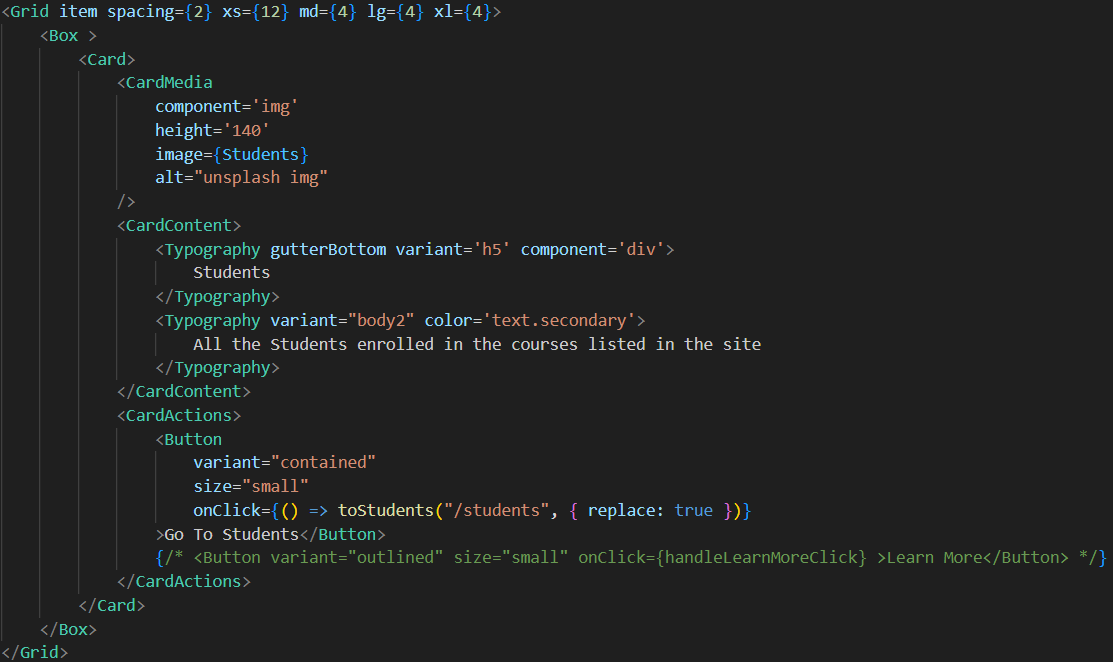 <Grid item spacing={2} xs={12} md={4} lg={4} xl={4}>
<Box >
<Card>
<CardMedia
component='img'
height='140'
image={Students}
alt="unsplash img"
/>
<CardContent>
<Typography gutterBottom variant='h5' component='div'>
Students
</Typography>
<Typography variant="body2" color='text.secondary'>
All the Students enrolled in the courses listed in the site
</Typography>
</CardContent>
<CardActions>
<Button
variant="contained"
size="small"
onClick={() => toStudents("/students", { replace: true })}
>Go To Students</Button>
{/* <Button variant="outlined" size="small" onClick={handleLearnMoreClick} >Learn More</Button> */}
</CardActions>
</Card>
</Box>
</Grid>